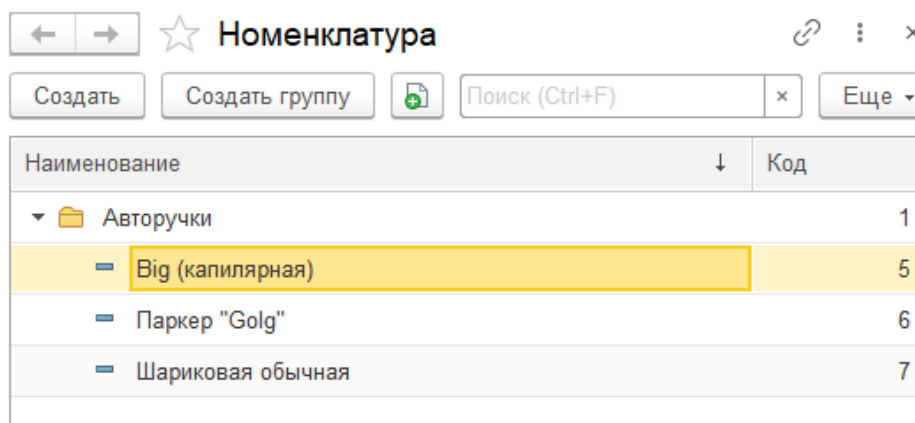 Номенклатура
Создать Создать группу Поиск (Ctrl+F) × Еще
Наименование ↓ Код
Авторучки 1
Big (капилярная) 5
Паркер "Golg" 6
Шариковая обычная 7